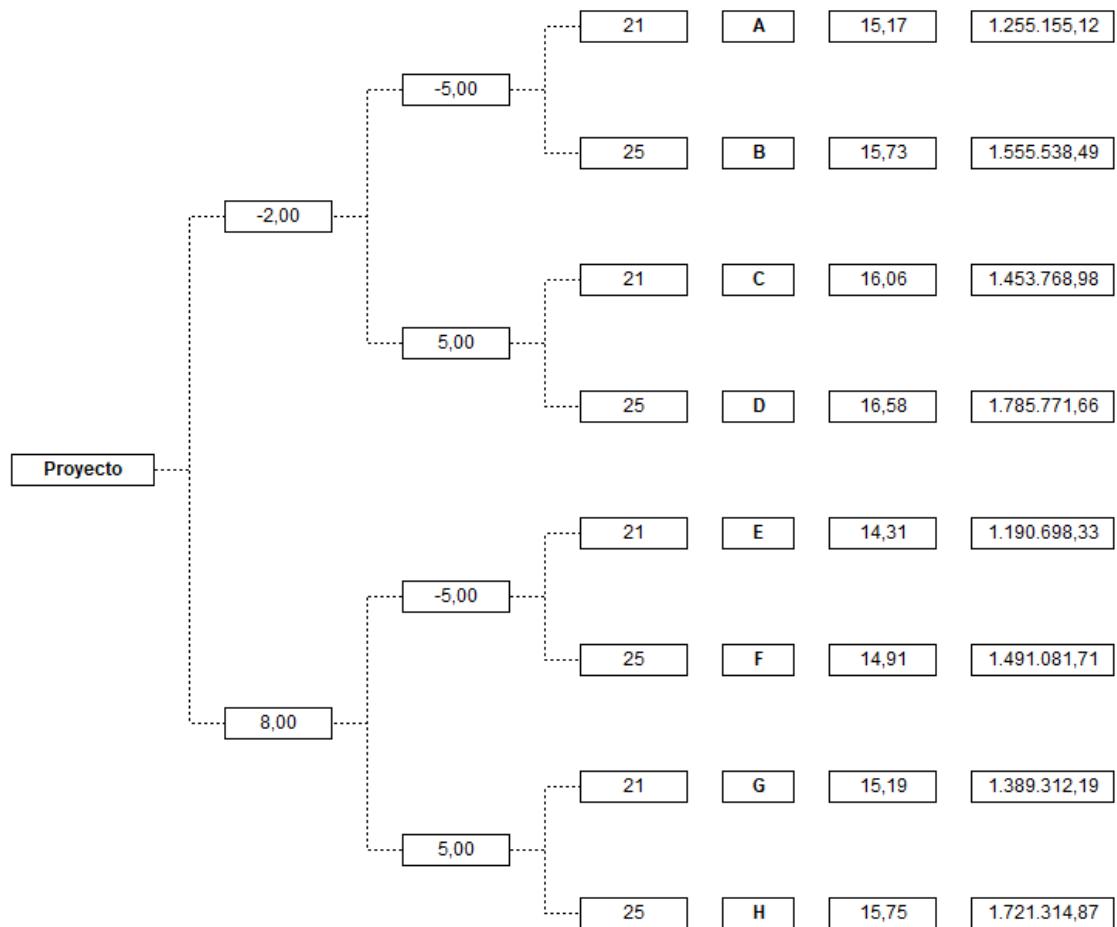 21 A 15,17 1.255.155,12
-5,00
25 B 15,73 1.555.538,49
-2,00
21 C 16,06 1.453.768,98
5,00
25 D 16,58 1.785.771,66
Proyecto
21 E 14,31 1.190.698,33
-5,00
25 F 14,91 1.491.081,71
8,00
21 G 15,19 1.389.312,19
5,00
25 H 15,75 1.721.314,87